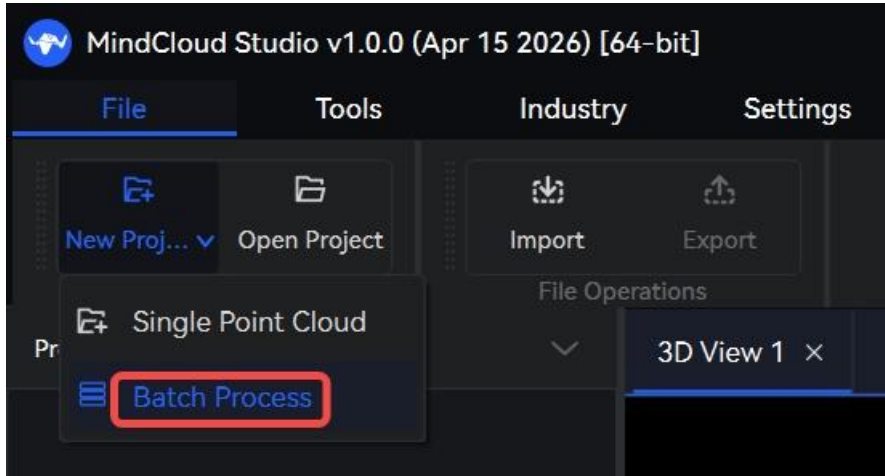 MindCloud Studio v1.0.0 (Apr 15 2026) [64-bit]
File Tools Industry Settings
New Proj... Open Project Import Export
File Operations
Single Point Cloud
Pr
3D View 1 ×
Batch Process